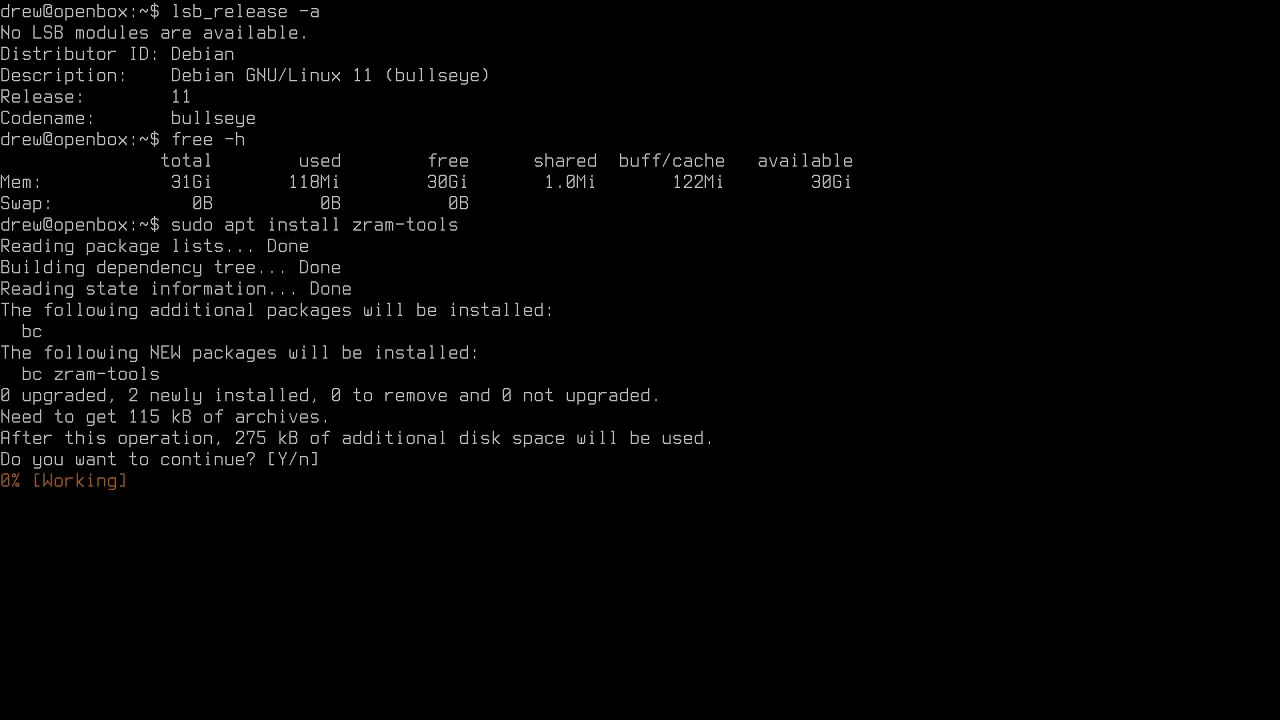 drew@openbox:~$ lsb_release -a
No LSB modules are available.
Distributor ID: Debian
Description:    Debian GNU/Linux 11 (bullseye)
Release:        11
Codename:       bullseye
drew@openbox:~$ free -h
               total        used        free      shared  buff/cache   available
Mem:            31Gi       118Mi        30Gi       1.0Mi       122Mi        30Gi
Swap:             0B          0B          0B
drew@openbox:~$ sudo apt install zram-tools
Reading package lists... Done
Building dependency tree... Done
Reading state information... Done
The following additional packages will be installed:
  bc
The following NEW packages will be installed:
  bc zram-tools
0 upgraded, 2 newly installed, 0 to remove and 0 not upgraded.
Need to get 115 kB of archives.
After this operation, 275 kB of additional disk space will be used.
Do you want to continue? [Y/n]
0% [Working]